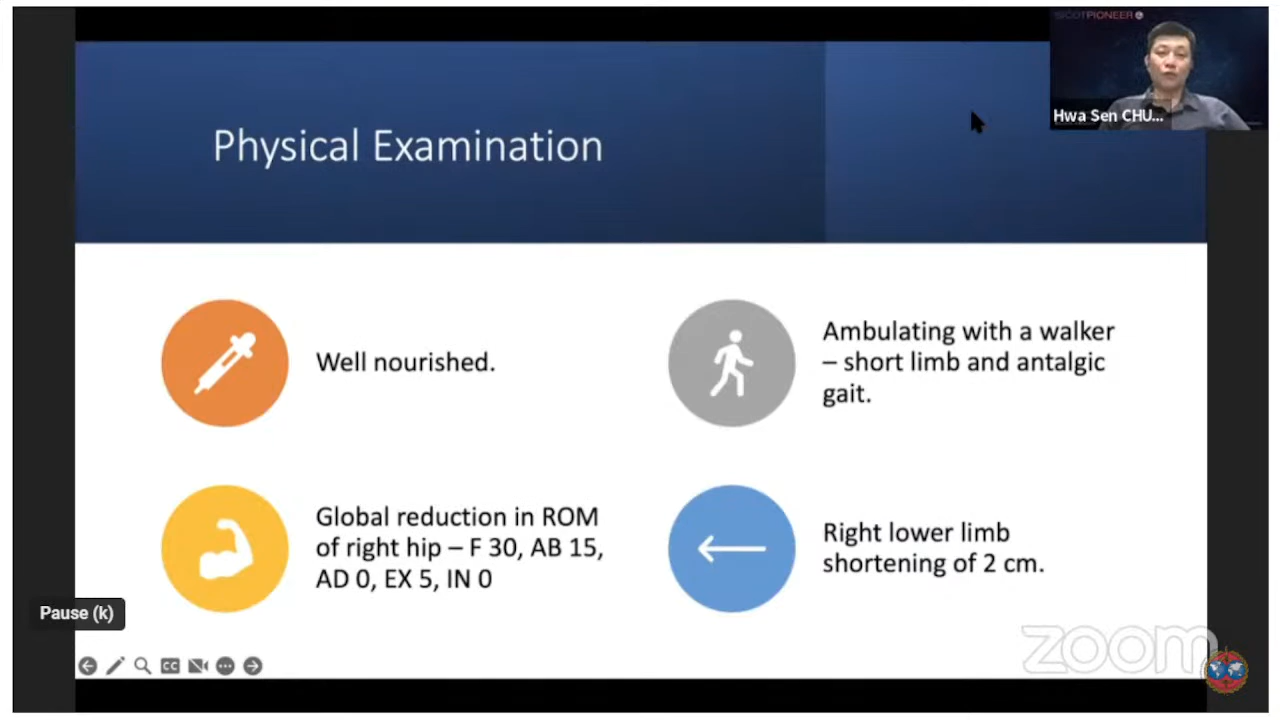 SICOTPIONEER
Hwa Sen CHU...
Physical Examination
Well nourished.
Ambulating with a walker
– short limb and antalgic
gait.
Global reduction in ROM
of right hip – F 30, AB 15,
AD 0, EX 5, IN 0
Right lower limb
shortening of 2 cm.
Pause (k)
CC
zoom